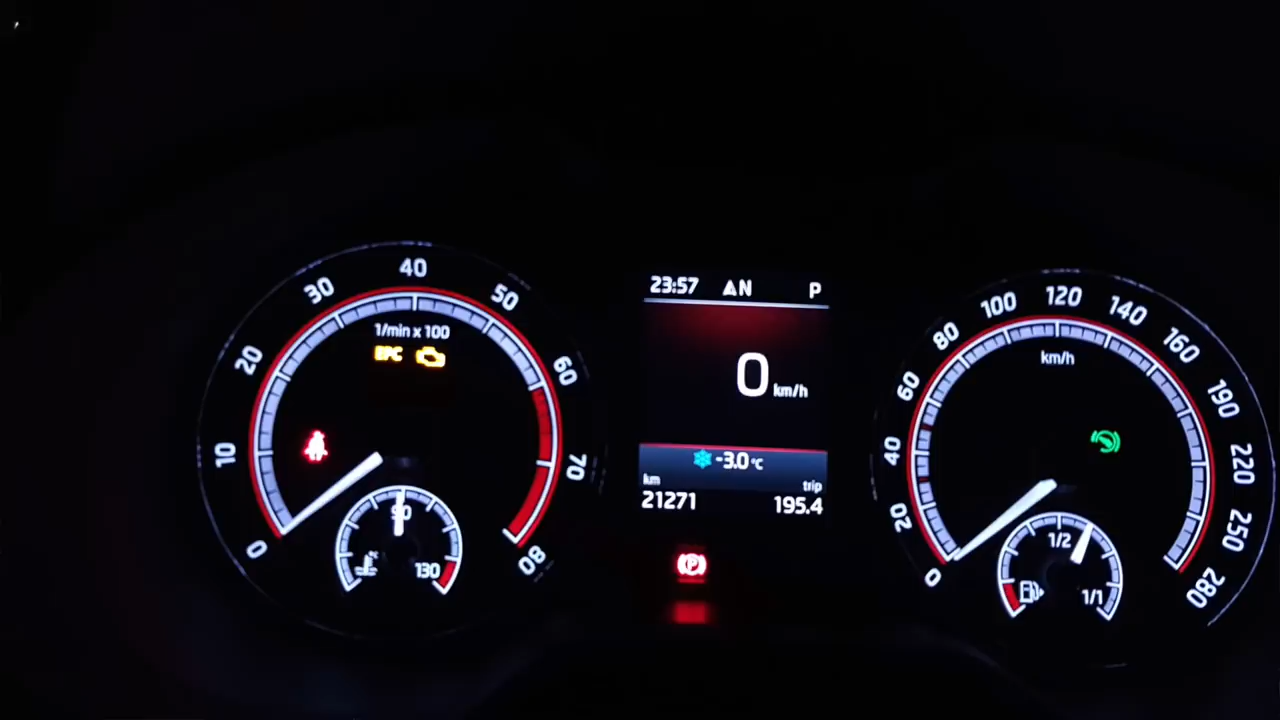 0 10 20 30 40 50 60 70 80
1/min x 100
EPC
90
°C
130
23:57 N P
0 km/h
-3.0 °C
km trip
21271 195.4
P
0 20 40 60 80 100 120 140 160 190 220 250 280
km/h
1/2
1/1